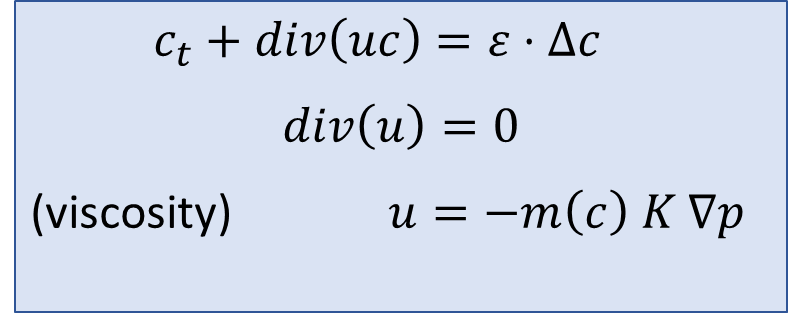 c_t + div(uc) = ε · Δc
div(u) = 0
(viscosity) u = −m(c) K ∇p